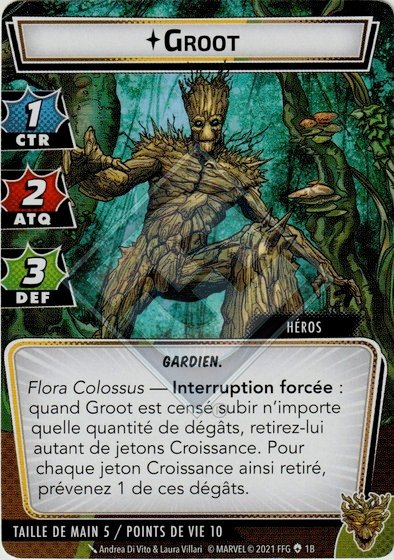 GROOT
1
CTR
2
ATQ
3
DEF
HÉROS
GARDIEN.
Flora Colossus — Interruption forcée :
quand Groot est censé subir n'importe
quelle quantité de dégâts, retirez-lui
autant de jetons Croissance. Pour
chaque jeton Croissance ainsi retiré,
prévenez 1 de ces dégâts.
TAILLE DE MAIN 5 / POINTS DE VIE 10
Andrea Di Vito & Laura Villari © MARVEL © 2021 FFG 1B